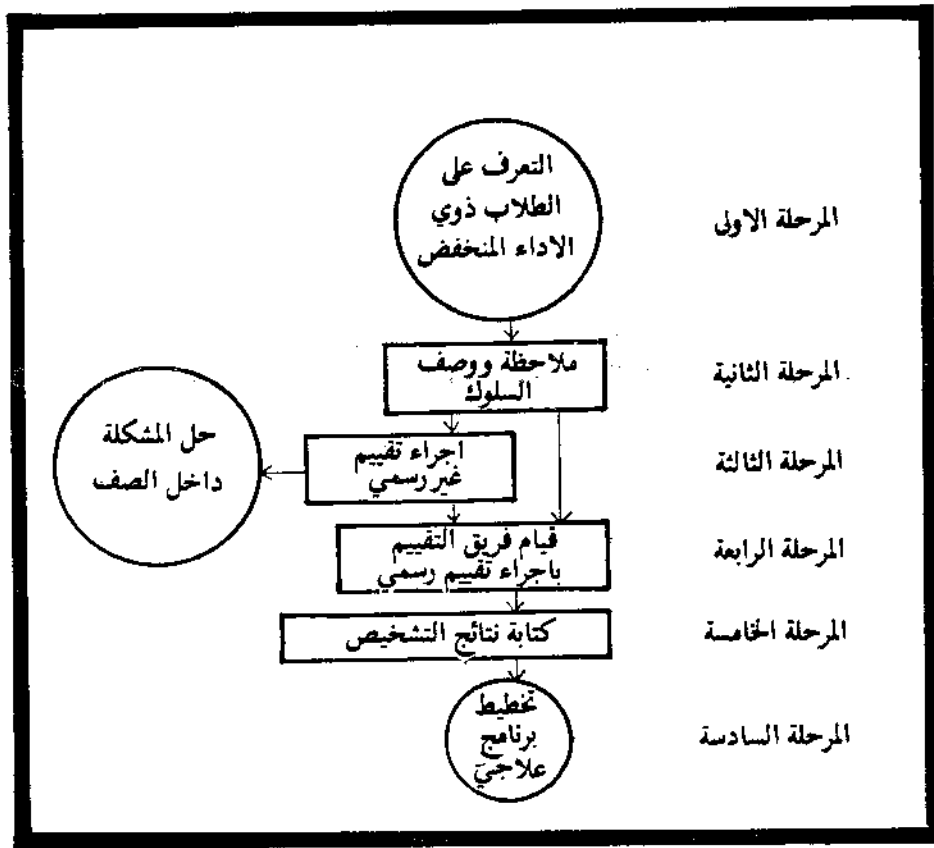 المرحلة الاولى
التعرف على
الطلاب ذوي
الاداء المنخفض
المرحلة الثانية
ملاحظة ووصف
السلوك
المرحلة الثالثة
اجراء تقييم
غير رسمي
حل المشكلة
داخل الصف
المرحلة الرابعة
قيام فريق التقييم
باجراء تقييم رسمي
المرحلة الخامسة
كتابة نتائج التشخيص
المرحلة السادسة
تخطيط
برنامج
علاجي